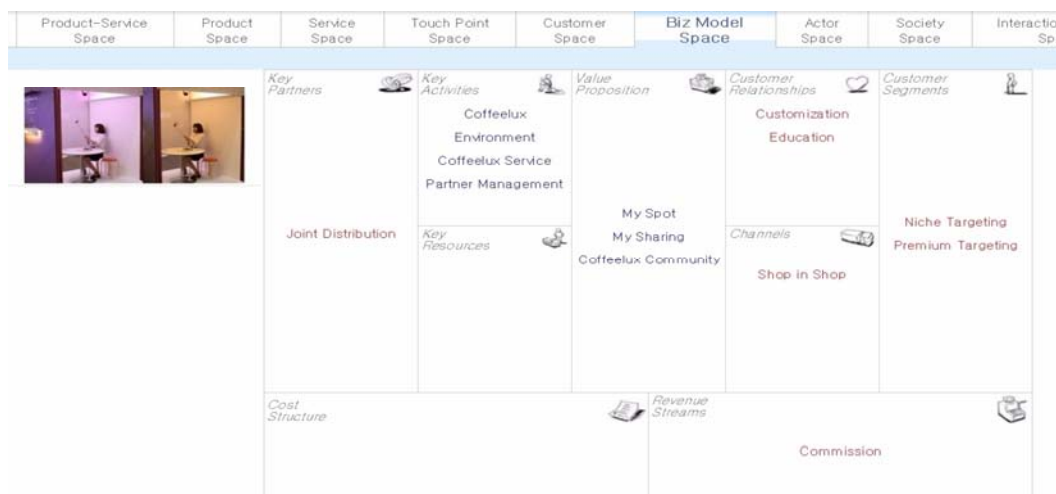 Product-Service
Space
Product
Space
Service
Space
Touch Point
Space
Customer
Space
Biz Model
Space
Actor
Space
Society
Space
Interactio
Sp
Key
Partners
Joint Distribution
Key
Activities
Coffeelux
Environment
Coffeelux Service
Partner Management
Key
Resources
Value
Proposition
My Spot
My Sharing
Coffeelux Community
Customer
Relationships
Customization
Education
Channels
Shop in Shop
Customer
Segments
Niche Targeting
Premium Targeting
Cost
Structure
Revenue
Streams
Commission